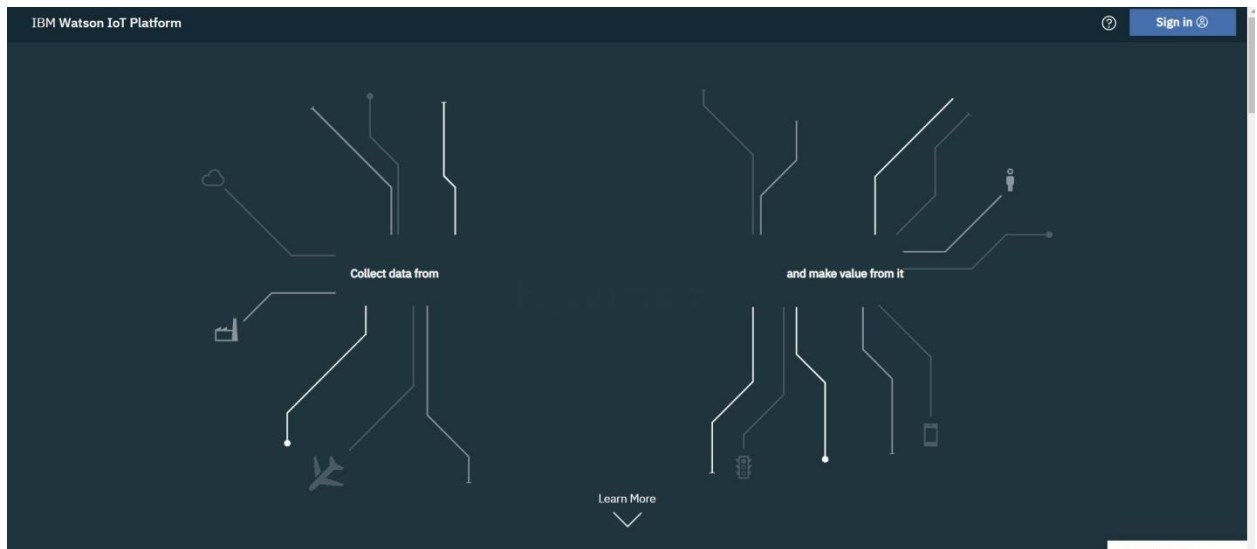 IBM Watson IoT Platform
Sign in
Collect data from
and make value from it
Learn More